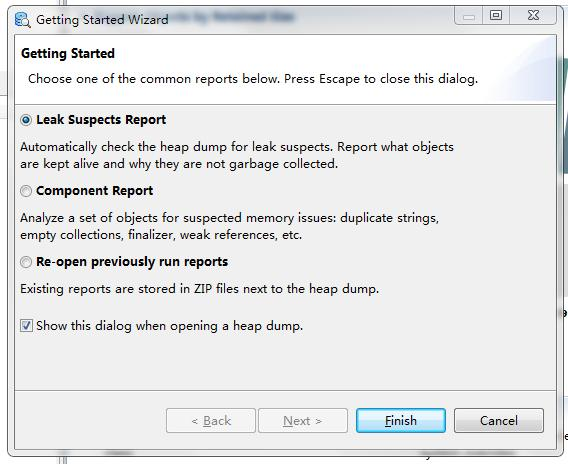 Getting Started Wizard
Getting Started
Choose one of the common reports below. Press Escape to close this dialog.
Leak Suspects Report
Automatically check the heap dump for leak suspects. Report what objects
are kept alive and why they are not garbage collected.
Component Report
Analyze a set of objects for suspected memory issues: duplicate strings,
empty collections, finalizer, weak references, etc.
Re-open previously run reports
Existing reports are stored in ZIP files next to the heap dump.
Show this dialog when opening a heap dump.
< Back
Next >
Finish
Cancel